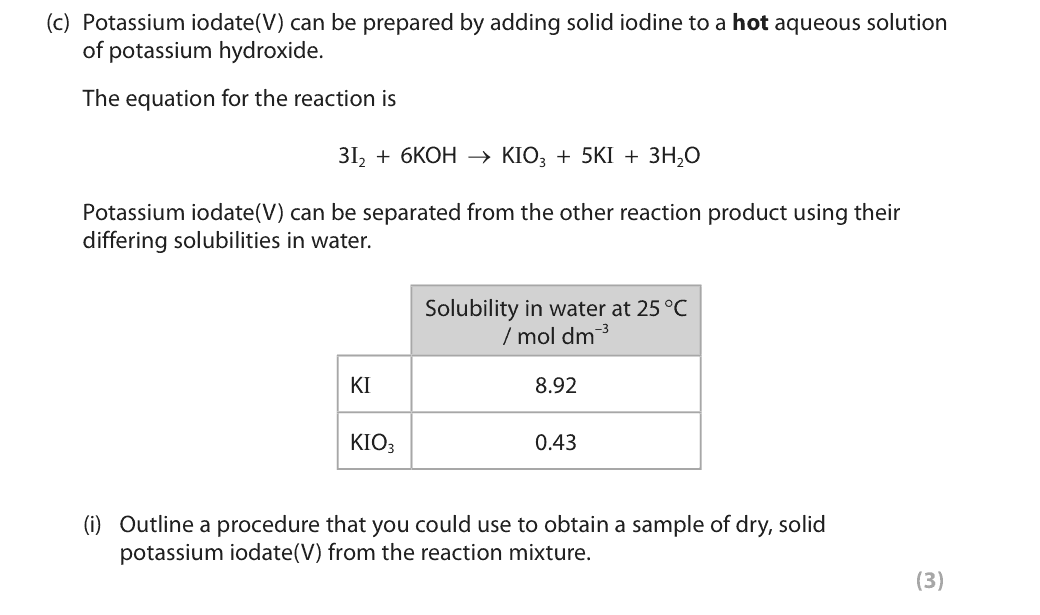 (c) Potassium iodate(V) can be prepared by adding solid iodine to a hot aqueous solution
of potassium hydroxide.
The equation for the reaction is
3I₂ + 6KOH → KIO₃ + 5KI + 3H₂O
Potassium iodate(V) can be separated from the other reaction product using their
differing solubilities in water.
Solubility in water at 25 °C
/ mol dm⁻³
KI 8.92
KIO₃ 0.43
(i) Outline a procedure that you could use to obtain a sample of dry, solid
potassium iodate(V) from the reaction mixture.
(3)